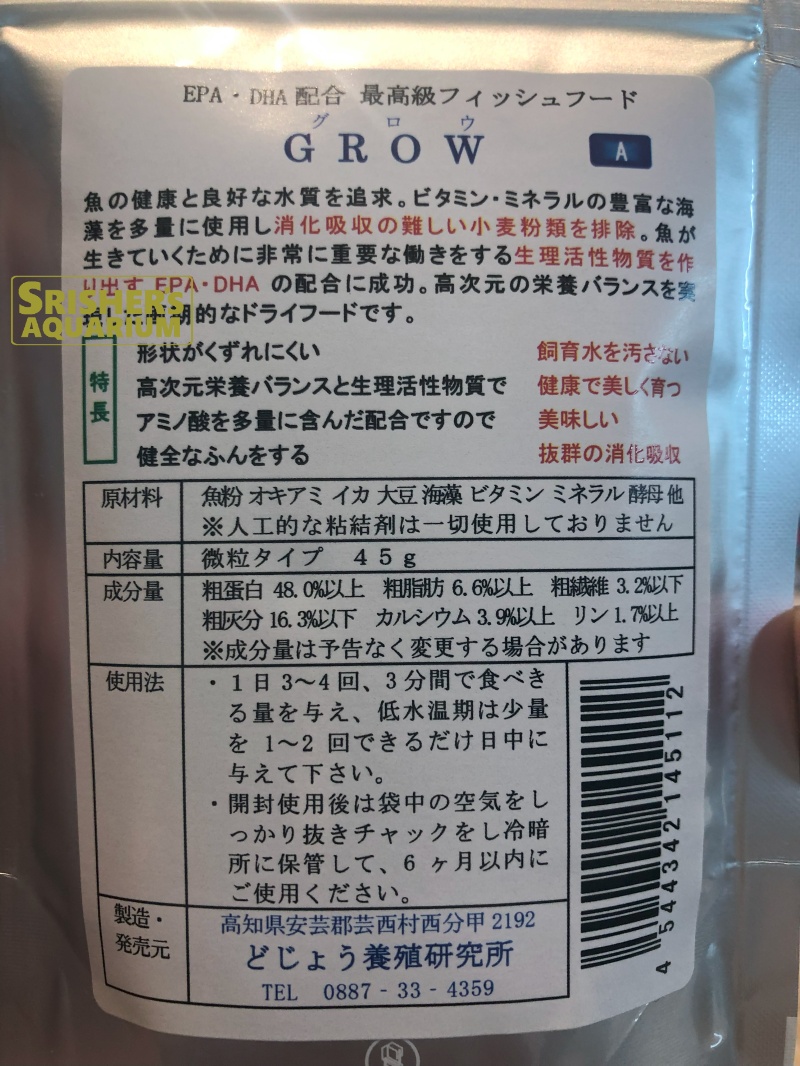 EPA・DHA 配合 最高級フィッシュフード
グロウ
GROW
A
魚の健康と良好な水質を追求。ビタミン・ミネラルの豊富な海
藻を多量に使用し消化吸収の難しい小麦粉類を排除。魚が
生きていくために非常に重要な働きをする生理活性物質を作
り出す EPA・DHA の配合に成功。高次元の栄養バランスを実
期的なドライフードです。
SRISHERS
AQUARIUM
特長
形状がくずれにくい 飼育水を汚さない
高次元栄養バランスと生理活性物質で 健康で美しく育つ
アミノ酸を多量に含んだ配合ですので 美味しい
健全なふんをする 抜群の消化吸収
原材料 魚粉 オキアミ イカ 大豆 海藻 ビタミン ミネラル 酵母 他
※人工的な粘結剤は一切使用しておりません
内容量 微粒タイプ 45g
成分量 粗蛋白 48.0%以上 粗脂肪 6.6%以上 粗繊維 3.2%以下
粗灰分 16.3%以下 カルシウム 3.9%以上 リン 1.7%以上
※成分量は予告なく変更する場合があります
使用法 ・1日3〜4回、3分間で食べき
る量を与え、低水温期は少量
を 1〜2 回できるだけ日中に
与えて下さい。
・開封使用後は袋中の空気をし
っかり抜きチャックをし冷暗
所に保管して、6 ヶ月以内に
ご使用ください。
4 544342 145112
製造・
発売元
高知県安芸郡芸西村西分甲 2192
どじょう養殖研究所
TEL 0887-33-4359